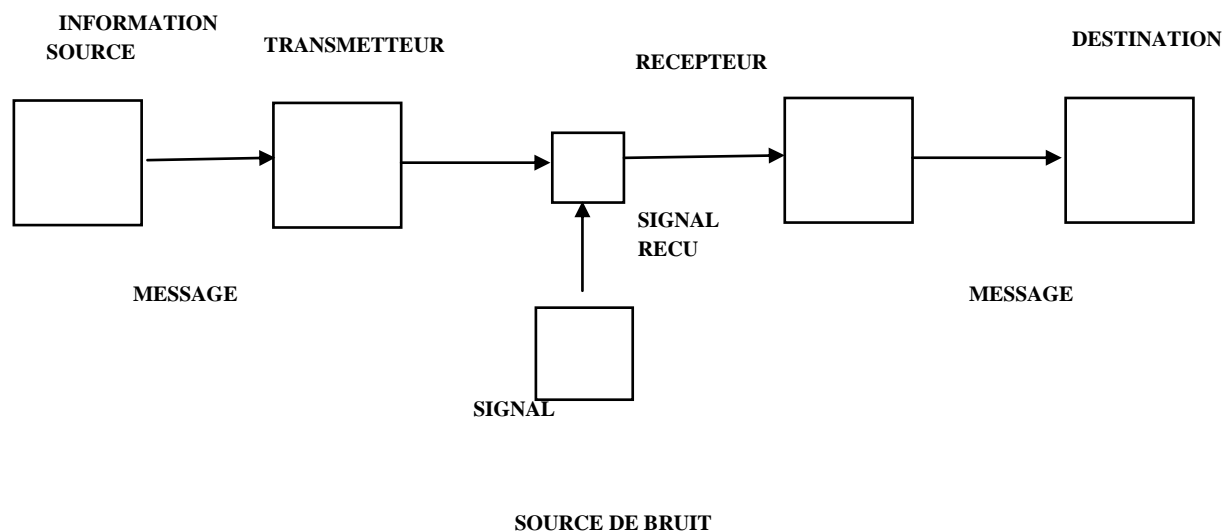 INFORMATION
SOURCE
TRANSMETTEUR
RECEPTEUR
DESTINATION
SIGNAL
RECU
MESSAGE
MESSAGE
SIGNAL
SOURCE DE BRUIT